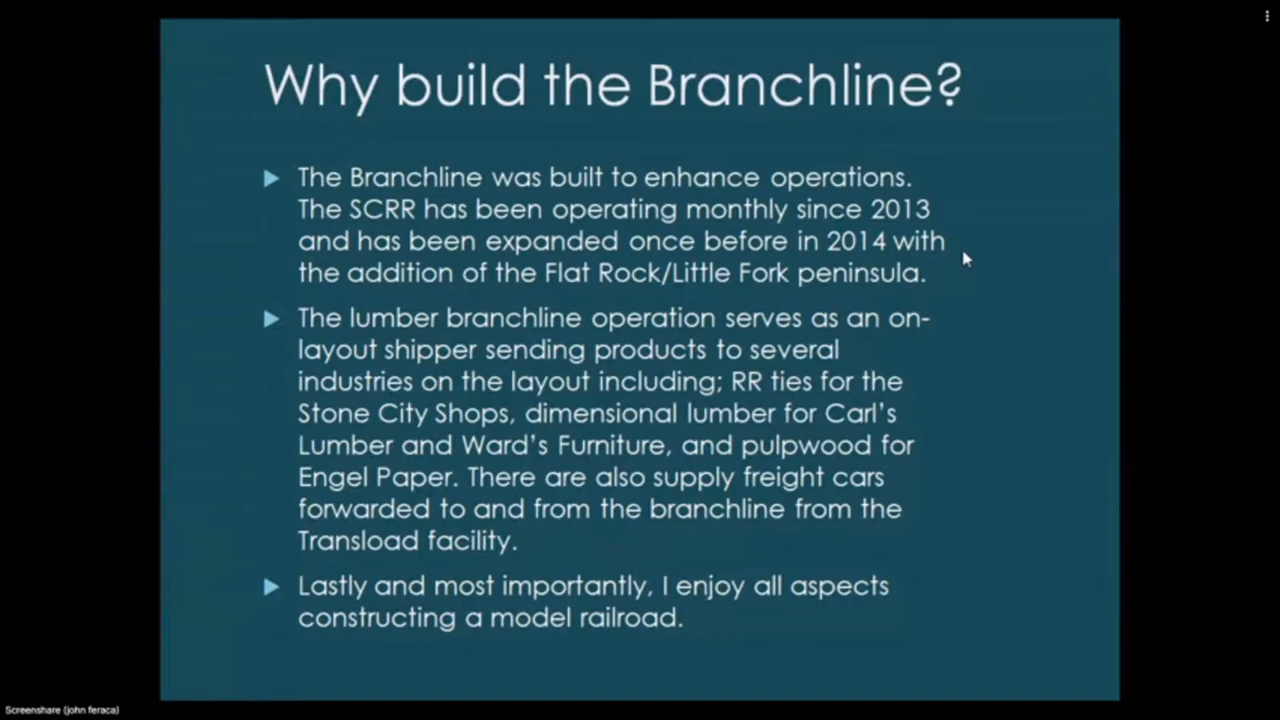 Why build the Branchline?
The Branchline was built to enhance operations.
The SCRR has been operating monthly since 2013
and has been expanded once before in 2014 with
the addition of the Flat Rock/Little Fork peninsula.
The lumber branchline operation serves as an on-
layout shipper sending products to several
industries on the layout including; RR ties for the
Stone City Shops, dimensional lumber for Carl's
Lumber and Ward's Furniture, and pulpwood for
Engel Paper. There are also supply freight cars
forwarded to and from the branchline from the
Transload facility.
Lastly and most importantly, I enjoy all aspects
constructing a model railroad.
Screenshare (john feraca)